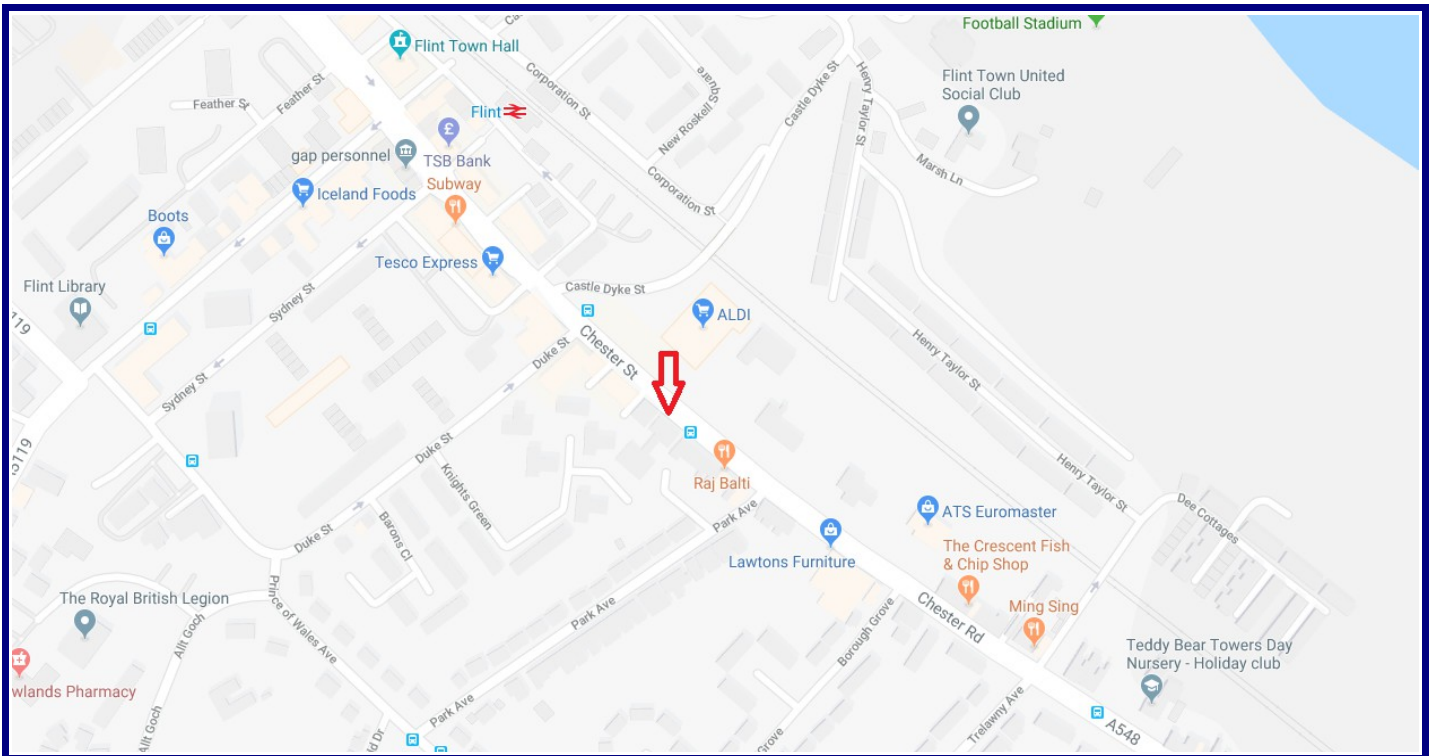 Football Stadium
Flint Town Hall
Flint Town United
Social Club
Corporation St
New Roskell Square
Castle Dyke St
Henry Taylor St
Feather St
Feather St
Flint
gap personnel
TSB Bank
Marsh Ln
Iceland Foods
Subway
Corporation St
Boots
Tesco Express
Castle Dyke St
Flint Library
Sydney St
ALDI
119
Chester St
Duke St
Henry Taylor St
Sydney St
Duke St
Raj Balti
Knights Green
Henry Taylor St
Dee Cottages
Park Ave
ATS Euromaster
Duke St
Barons Cl
The Crescent Fish
& Chip Shop
Lawtons Furniture
The Royal British Legion
Prince of Wales Ave
Park Ave
Chester Rd
Ming Sing
Allt Goch
Borough Grove
Teddy Bear Towers Day
Nursery - Holiday club
wlands Pharmacy
Park Ave
Trelawny Ave
Allt Goch
A548
ld Dr
Grove